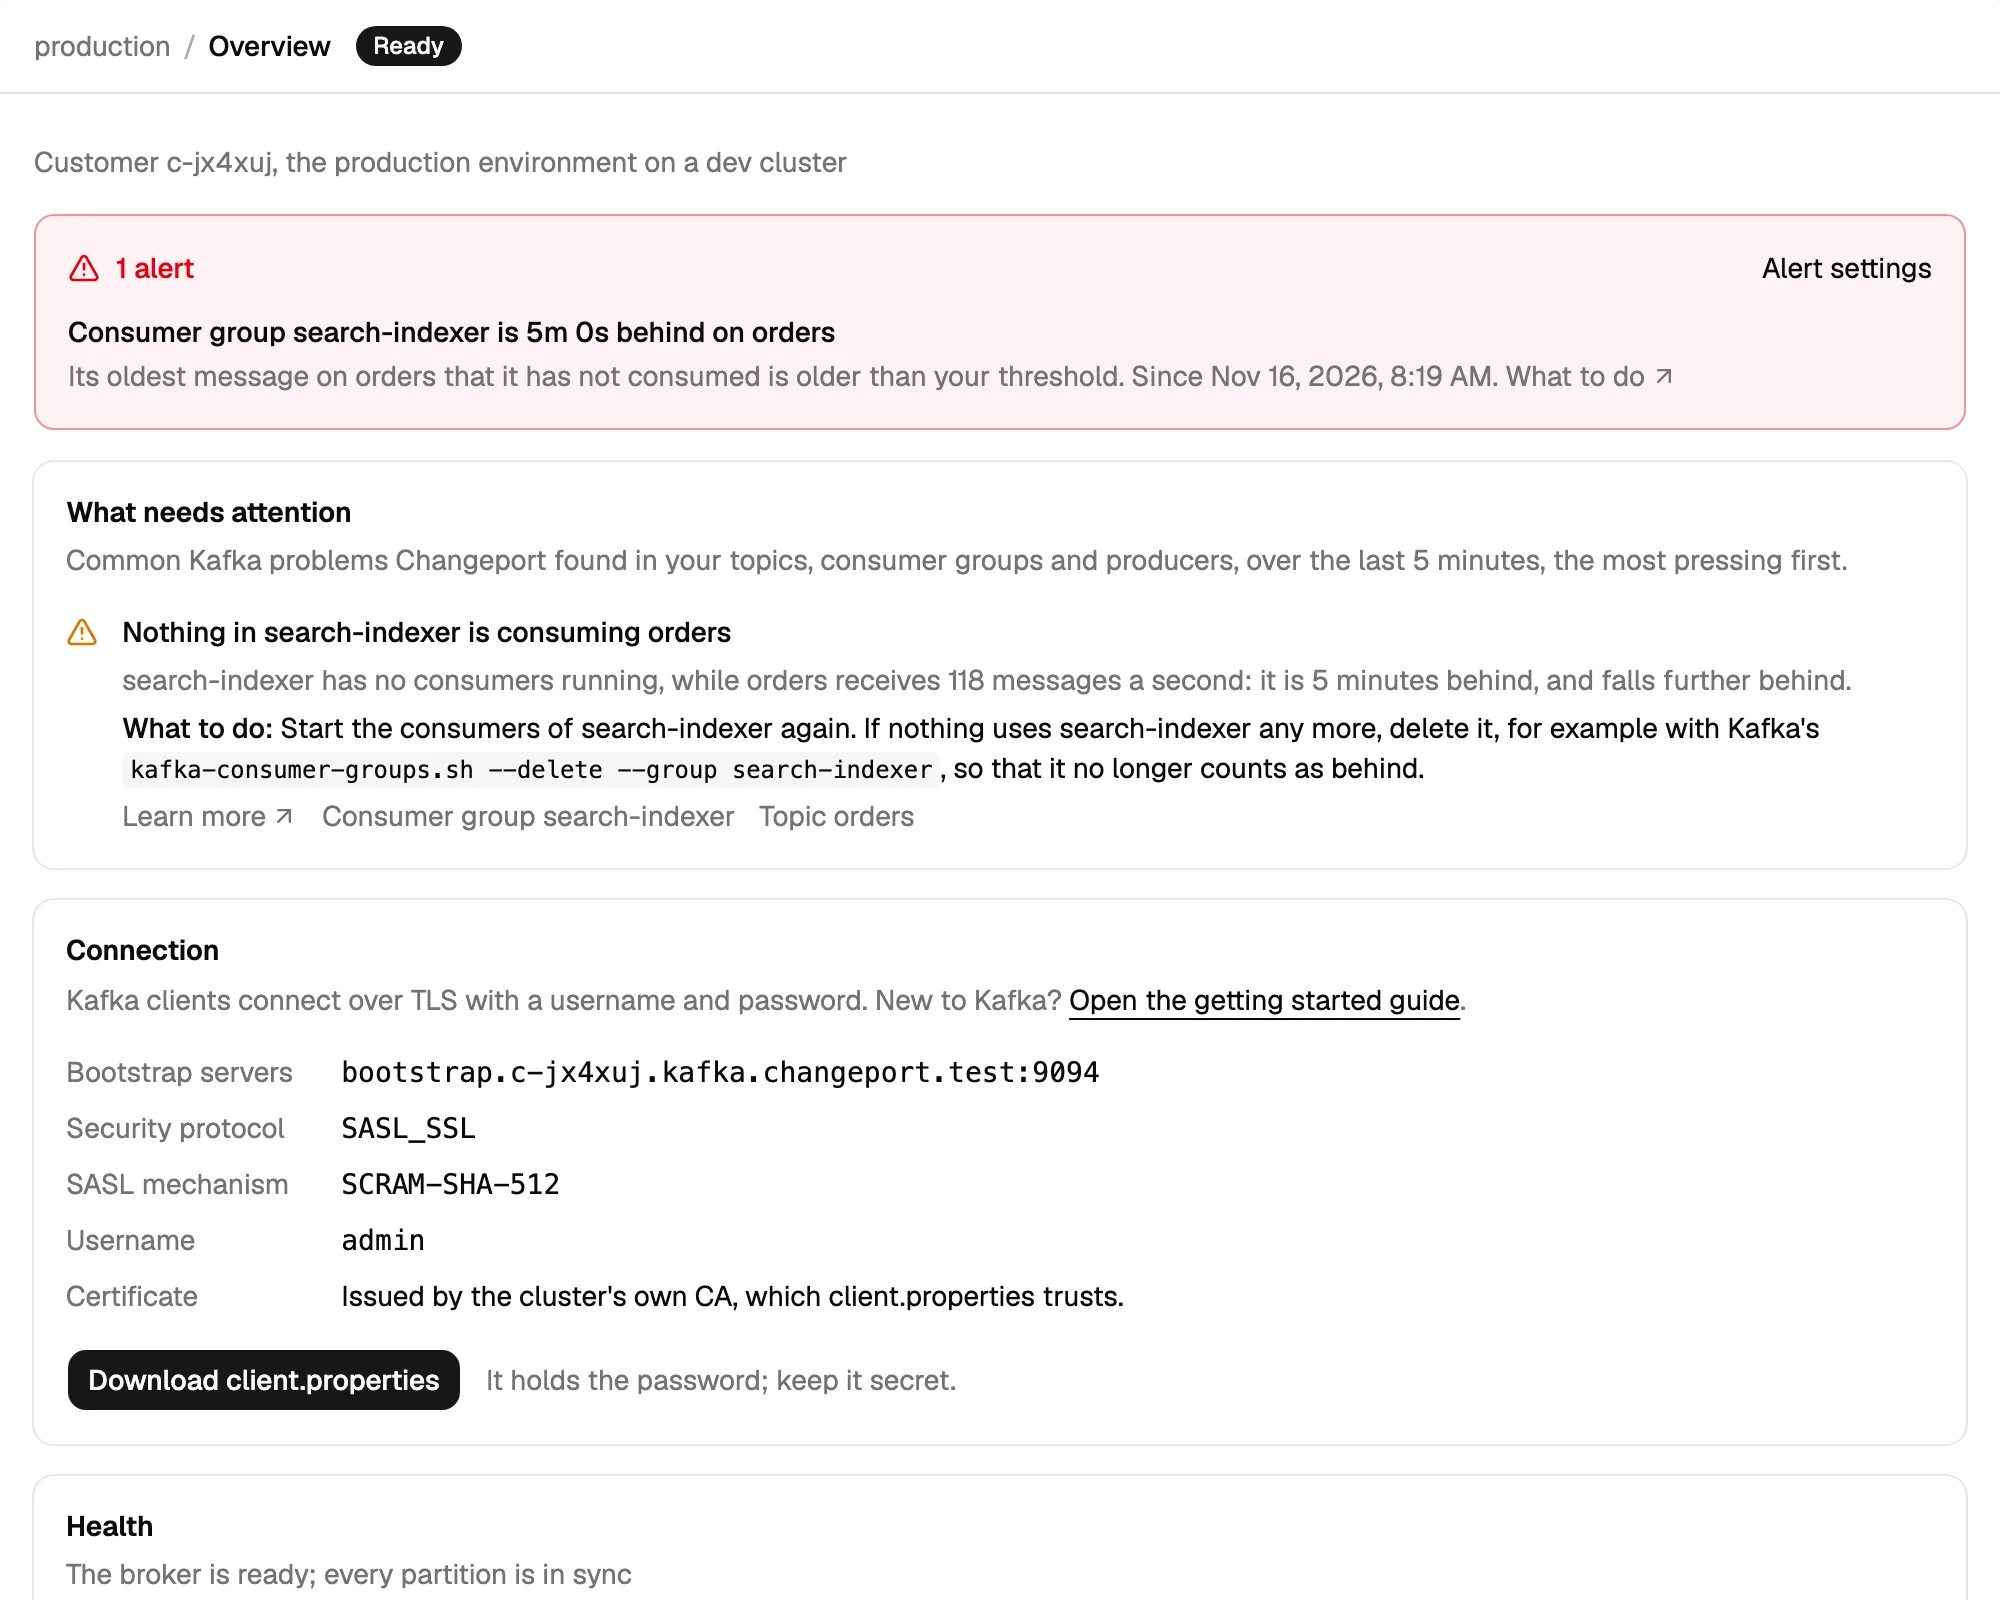 production / Overview Ready
Customer c-jx4xuj, the production environment on a dev cluster
1 alert
Alert settings
Consumer group search-indexer is 5m 0s behind on orders
Its oldest message on orders that it has not consumed is older than your threshold. Since Nov 16, 2026, 8:19 AM. What to do ↗
What needs attention
Common Kafka problems Changeport found in your topics, consumer groups and producers, over the last 5 minutes, the most pressing first.
Nothing in search-indexer is consuming orders
search-indexer has no consumers running, while orders receives 118 messages a second: it is 5 minutes behind, and falls further behind.
What to do: Start the consumers of search-indexer again. If nothing uses search-indexer any more, delete it, for example with Kafka's
kafka-consumer-groups.sh --delete --group search-indexer, so that it no longer counts as behind.
Learn more ↗ Consumer group search-indexer Topic orders
Connection
Kafka clients connect over TLS with a username and password. New to Kafka? Open the getting started guide.
Bootstrap servers bootstrap.c-jx4xuj.kafka.changeport.test:9094
Security protocol SASL_SSL
SASL mechanism SCRAM-SHA-512
Username admin
Certificate Issued by the cluster's own CA, which client.properties trusts.
Download client.properties It holds the password; keep it secret.
Health
The broker is ready; every partition is in sync